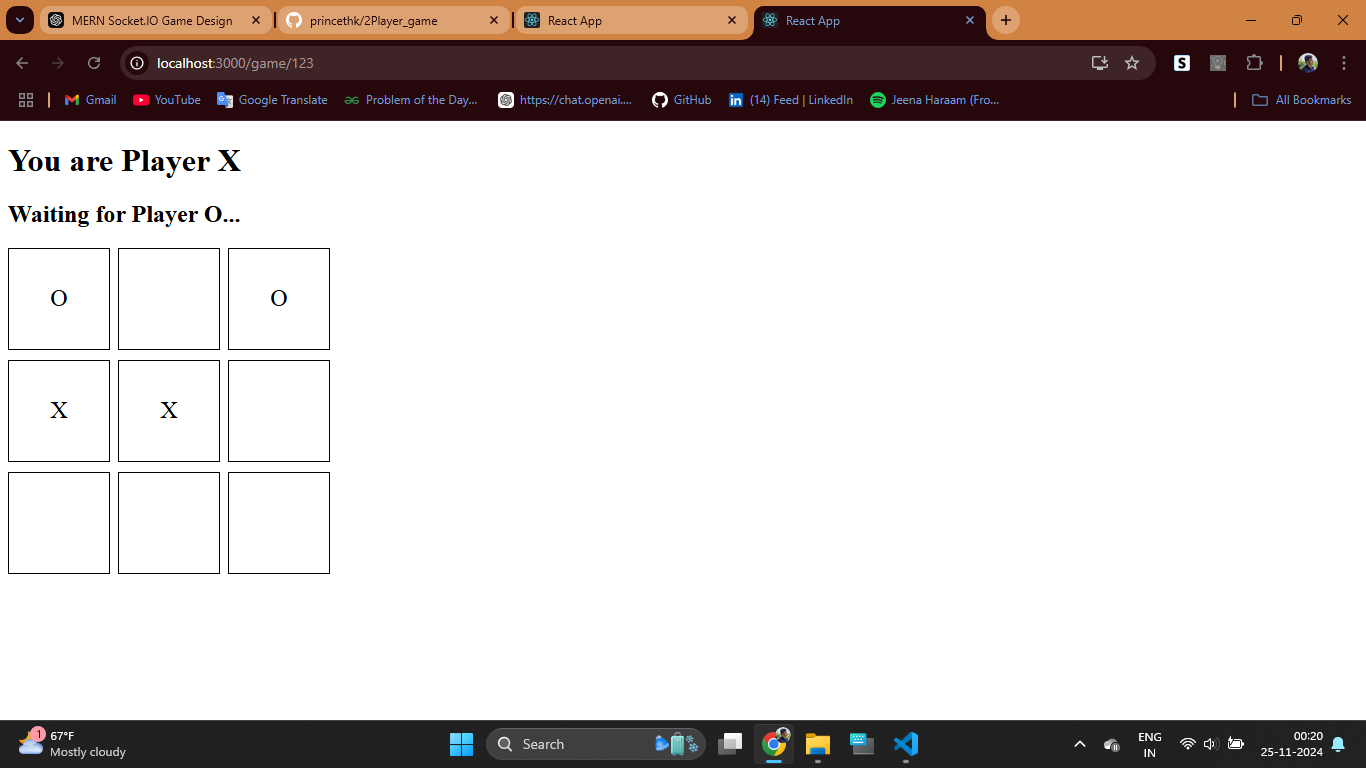 MERN Socket.IO Game Design
princethk/2Player_game
React App
React App
localhost:3000/game/123
S
Gmail
YouTube
Google Translate
Problem of the Day...
https://chat.openai....
GitHub
(14) Feed | LinkedIn
Jeena Haraam (Fro...
All Bookmarks
You are Player X
Waiting for Player O...
O O
X X
1
67°F
Mostly cloudy
Search
ENG
IN
00:20
25-11-2024